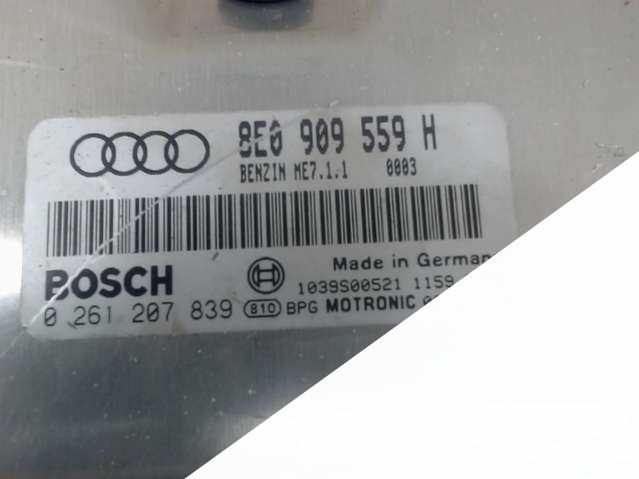 8E0 909 559 H
BENZIN ME7.1.1 0003
BOSCH
Made in German
0 261 207 839
1039S00521 1159
810 BPG MOTRONIC